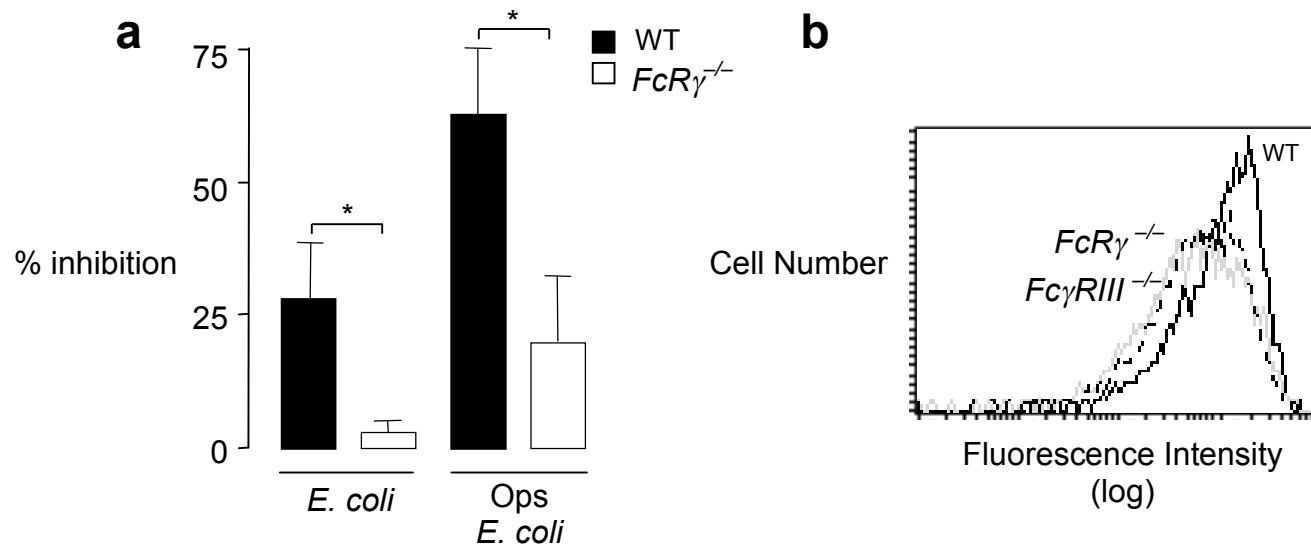 a
75
50
25
0
% inhibition
*
*
WT
FcRγ–/–
E. coli
Ops
E. coli
b
Cell Number
WT
FcRγ –/–
FcγRIII –/–
Fluorescence Intensity
(log)